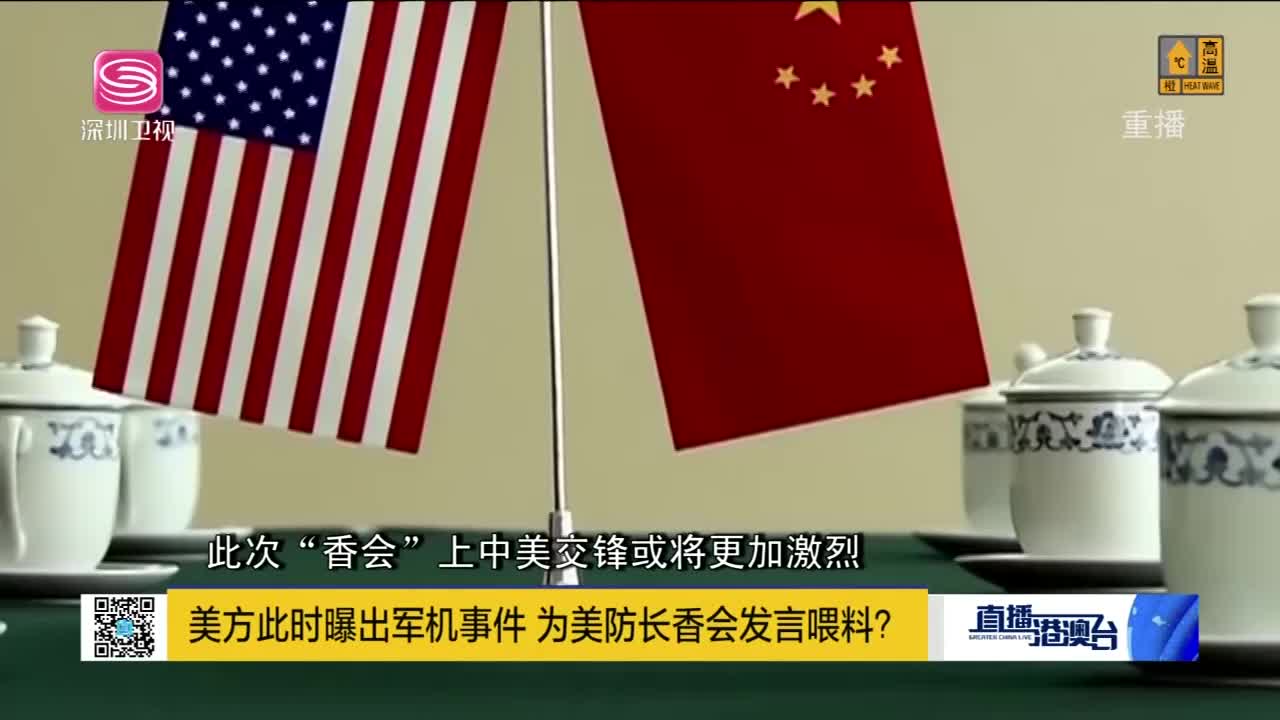 深圳卫视
℃
高温
橙
HEAT WAVE
重播
此次“香会”上中美交锋或将更加激烈
美方此时曝出军机事件 为美防长香会发言喂料?
直播港澳台
GREATER CHINA LIVE